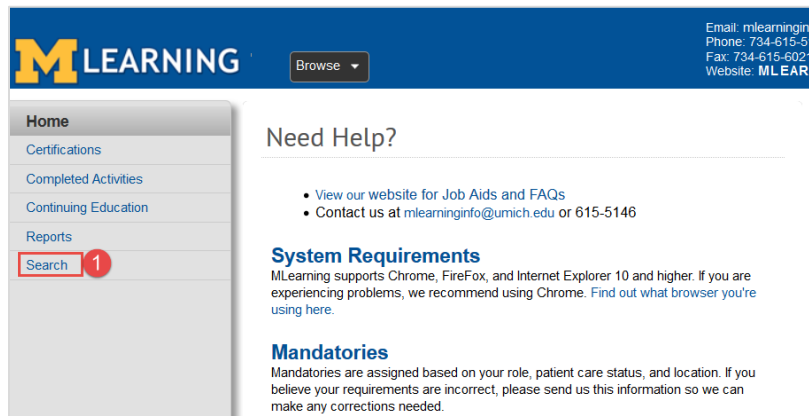 M LEARNING
Browse
Email: mlearningin
Phone: 734-615-5
Fax: 734-615-602
Website: MLEAR
Home
Certifications
Completed Activities
Continuing Education
Reports
Search 1
Need Help?
• View our website for Job Aids and FAQs
• Contact us at mlearninginfo@umich.edu or 615-5146
System Requirements
MLearning supports Chrome, FireFox, and Internet Explorer 10 and higher. If you are
experiencing problems, we recommend using Chrome. Find out what browser you're
using here.
Mandatories
Mandatories are assigned based on your role, patient care status, and location. If you
believe your requirements are incorrect, please send us this information so we can
make any corrections needed.